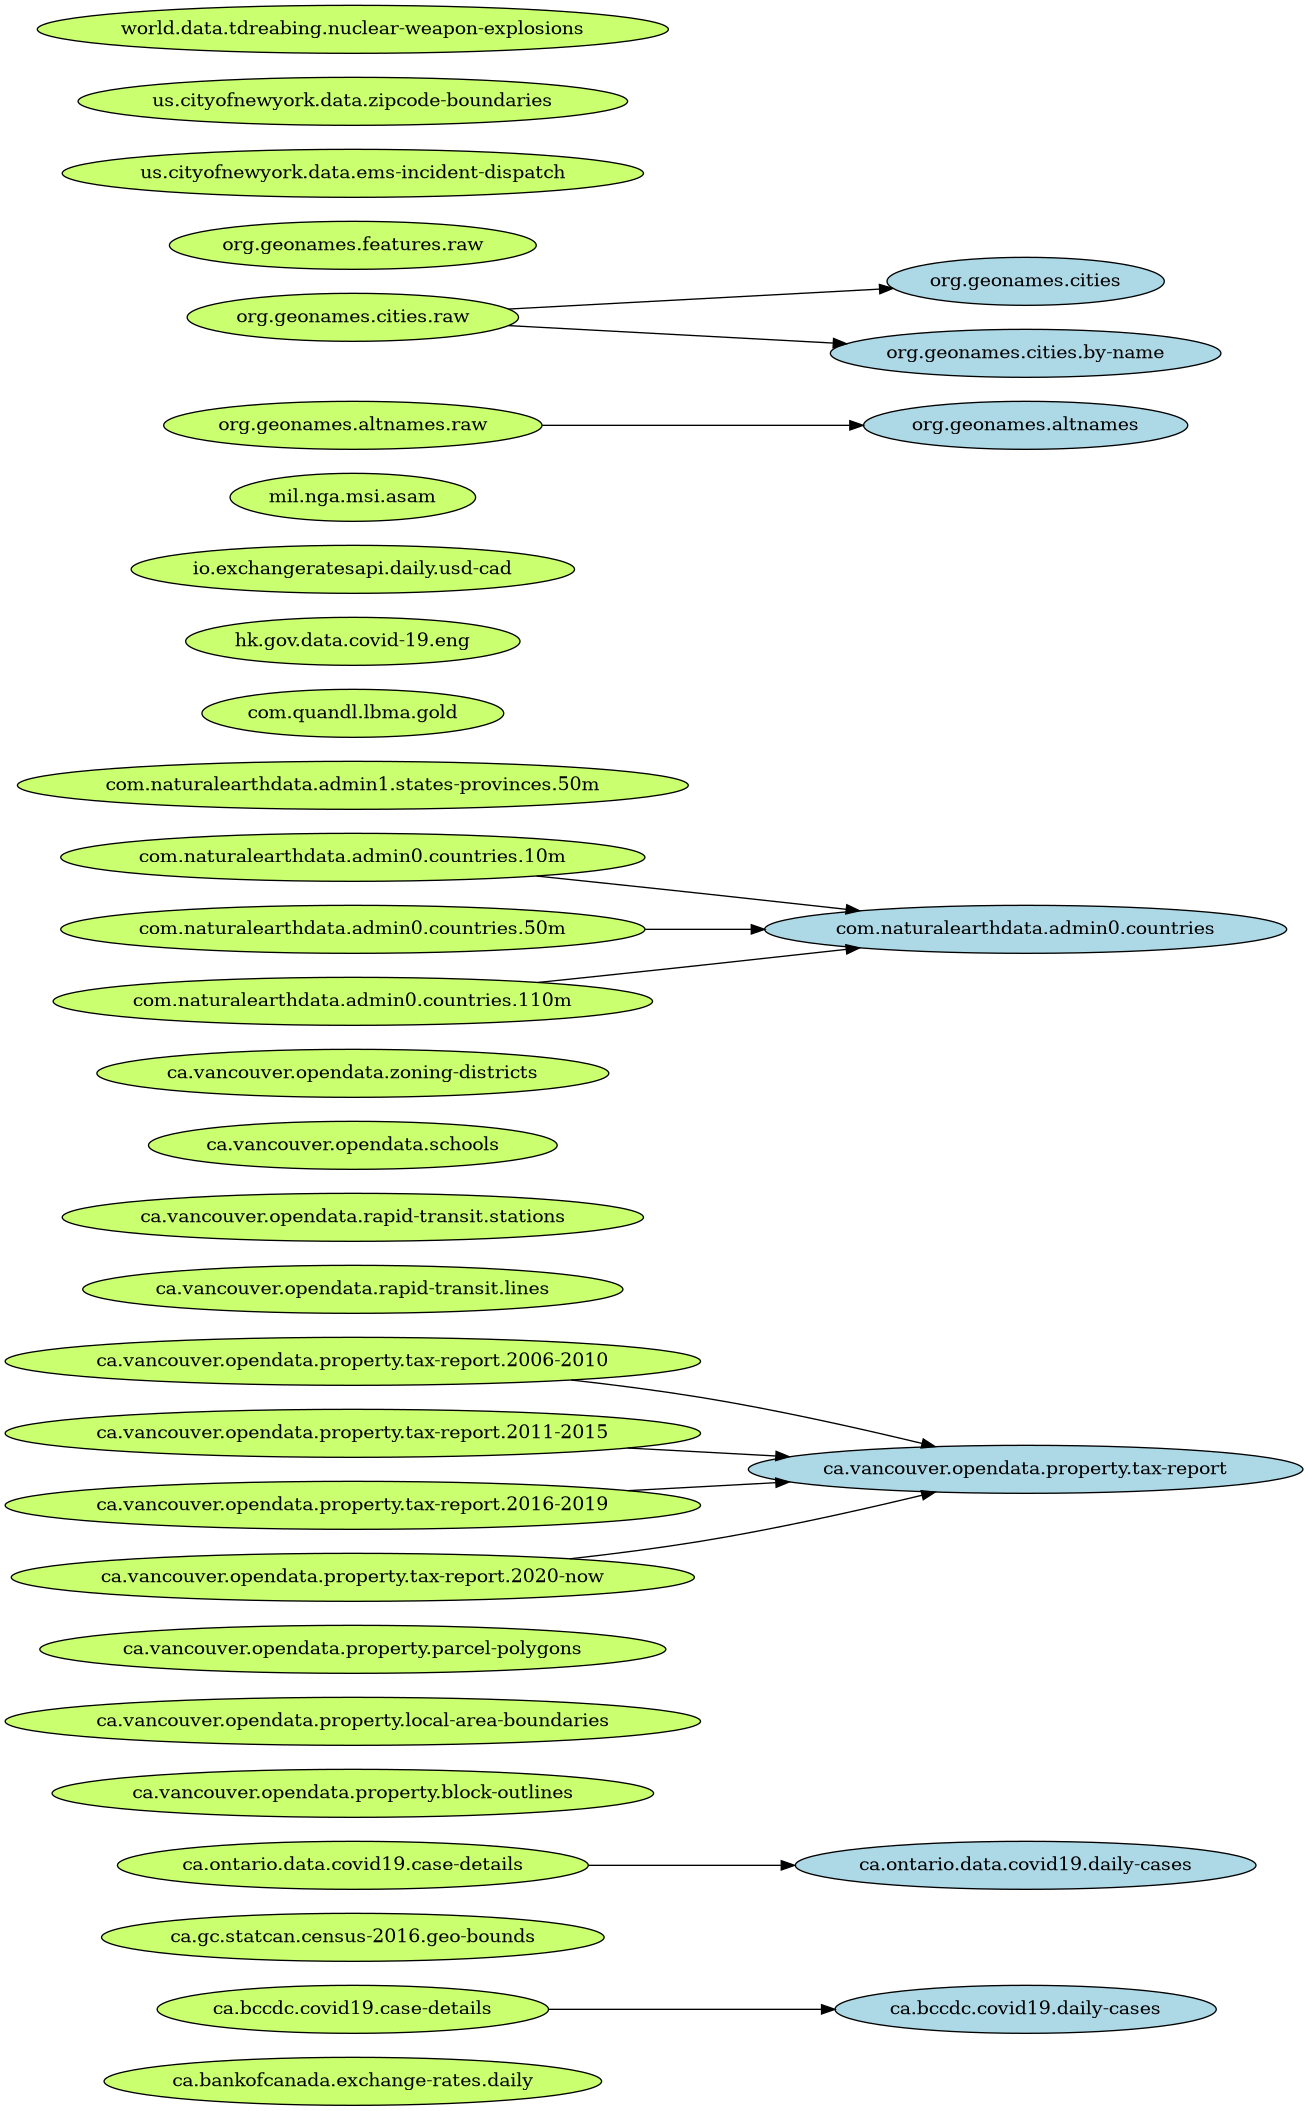 world.data.tdreabing.nuclear-weapon-explosions
us.cityofnewyork.data.zipcode-boundaries
us.cityofnewyork.data.ems-incident-dispatch
org.geonames.features.raw
org.geonames.cities
org.geonames.cities.raw
org.geonames.cities.by-name
org.geonames.altnames.raw
org.geonames.altnames
mil.nga.msi.asam
io.exchangeratesapi.daily.usd-cad
hk.gov.data.covid-19.eng
com.quandl.lbma.gold
com.naturalearthdata.admin1.states-provinces.50m
com.naturalearthdata.admin0.countries.10m
com.naturalearthdata.admin0.countries.50m
com.naturalearthdata.admin0.countries
com.naturalearthdata.admin0.countries.110m
ca.vancouver.opendata.zoning-districts
ca.vancouver.opendata.schools
ca.vancouver.opendata.rapid-transit.stations
ca.vancouver.opendata.rapid-transit.lines
ca.vancouver.opendata.property.tax-report.2006-2010
ca.vancouver.opendata.property.tax-report.2011-2015
ca.vancouver.opendata.property.tax-report
ca.vancouver.opendata.property.tax-report.2016-2019
ca.vancouver.opendata.property.tax-report.2020-now
ca.vancouver.opendata.property.parcel-polygons
ca.vancouver.opendata.property.local-area-boundaries
ca.vancouver.opendata.property.block-outlines
ca.ontario.data.covid19.case-details
ca.ontario.data.covid19.daily-cases
ca.gc.statcan.census-2016.geo-bounds
ca.bccdc.covid19.case-details
ca.bccdc.covid19.daily-cases
ca.bankofcanada.exchange-rates.daily